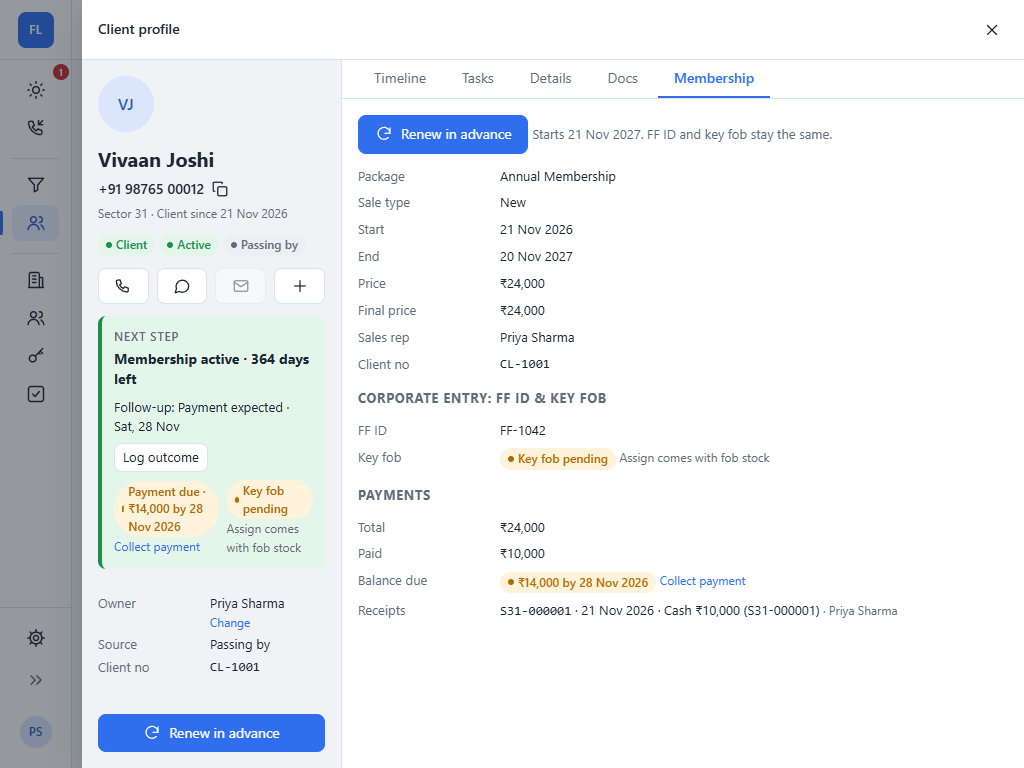 FL
Client profile
1
VJ
Vivaan Joshi
+91 98765 00012
Sector 31 · Client since 21 Nov 2026
Client
Active
Passing by
NEXT STEP
Membership active · 364 days
left
Follow-up: Payment expected ·
Sat, 28 Nov
Log outcome
Payment due ·
₹14,000 by 28
Nov 2026
Collect payment
Key fob
pending
Assign comes
with fob stock
Owner
Priya Sharma
Change
Source
Passing by
Client no
CL-1001
Renew in advance
PS
Timeline
Tasks
Details
Docs
Membership
Renew in advance
Starts 21 Nov 2027. FF ID and key fob stay the same.
Package
Annual Membership
Sale type
New
Start
21 Nov 2026
End
20 Nov 2027
Price
₹24,000
Final price
₹24,000
Sales rep
Priya Sharma
Client no
CL-1001
CORPORATE ENTRY: FF ID & KEY FOB
FF ID
FF-1042
Key fob
Key fob pending
Assign comes with fob stock
PAYMENTS
Total
₹24,000
Paid
₹10,000
Balance due
₹14,000 by 28 Nov 2026
Collect payment
Receipts
S31-000001 · 21 Nov 2026 · Cash ₹10,000 (S31-000001) · Priya Sharma